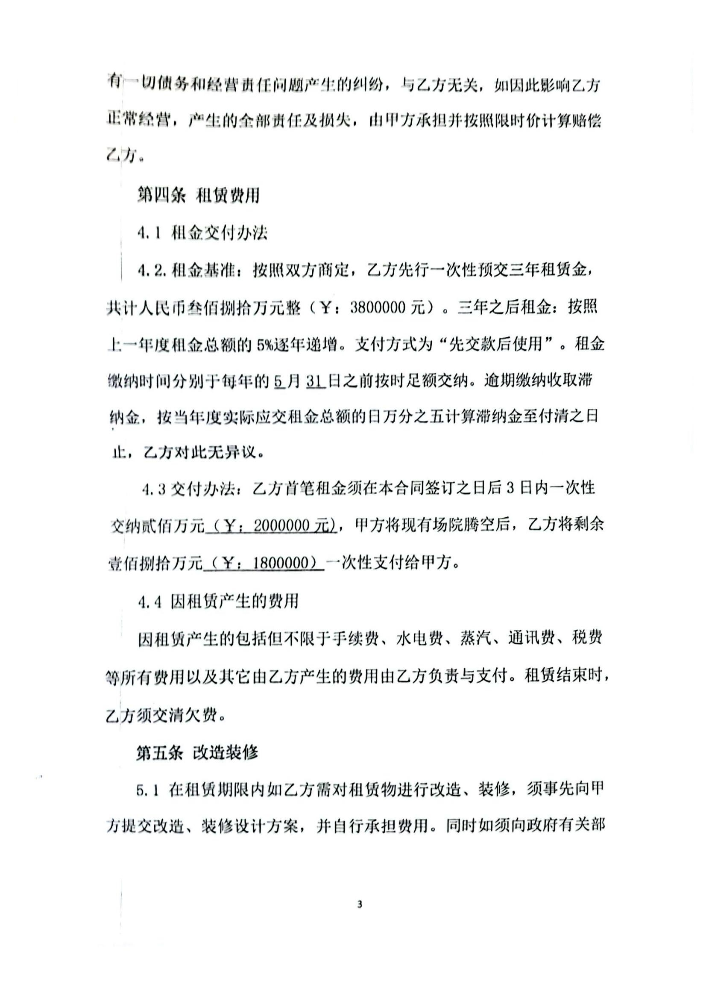 有一切债务和经营责任问题产生的纠纷，与乙方无关，如因此影响乙方
正常经营，产生的全部责任及损失，由甲方承担并按照限时价计算赔偿
乙方。
第四条 租赁费用
4.1 租金交付办法
4.2.租金基准：按照双方商定，乙方先行一次性预交三年租赁金，
共计人民币叁佰捌拾万元整（￥：3800000 元）。三年之后租金：按照
上一年度租金总额的 5%逐年递增。支付方式为“先交款后使用”。租金
缴纳时间分别于每年的 5 月 31 日之前按时足额交纳。逾期缴纳收取滞
纳金，按当年度实际应交租金总额的日万分之五计算滞纳金至付清之日
止，乙方对此无异议。
4.3 交付办法：乙方首笔租金须在本合同签订之日后 3 日内一次性
交纳贰佰万元（￥：2000000 元)，甲方将现有场院腾空后，乙方将剩余
壹佰捌拾万元（￥：1800000）一次性支付给甲方。
4.4 因租赁产生的费用
因租赁产生的包括但不限于手续费、水电费、蒸汽、通讯费、税费
等所有费用以及其它由乙方产生的费用由乙方负责与支付。租赁结束时，
乙方须交清欠费。
第五条 改造装修
5.1 在租赁期限内如乙方需对租赁物进行改造、装修，须事先向甲
方提交改造、装修设计方案，并自行承担费用。同时如须向政府有关部
3